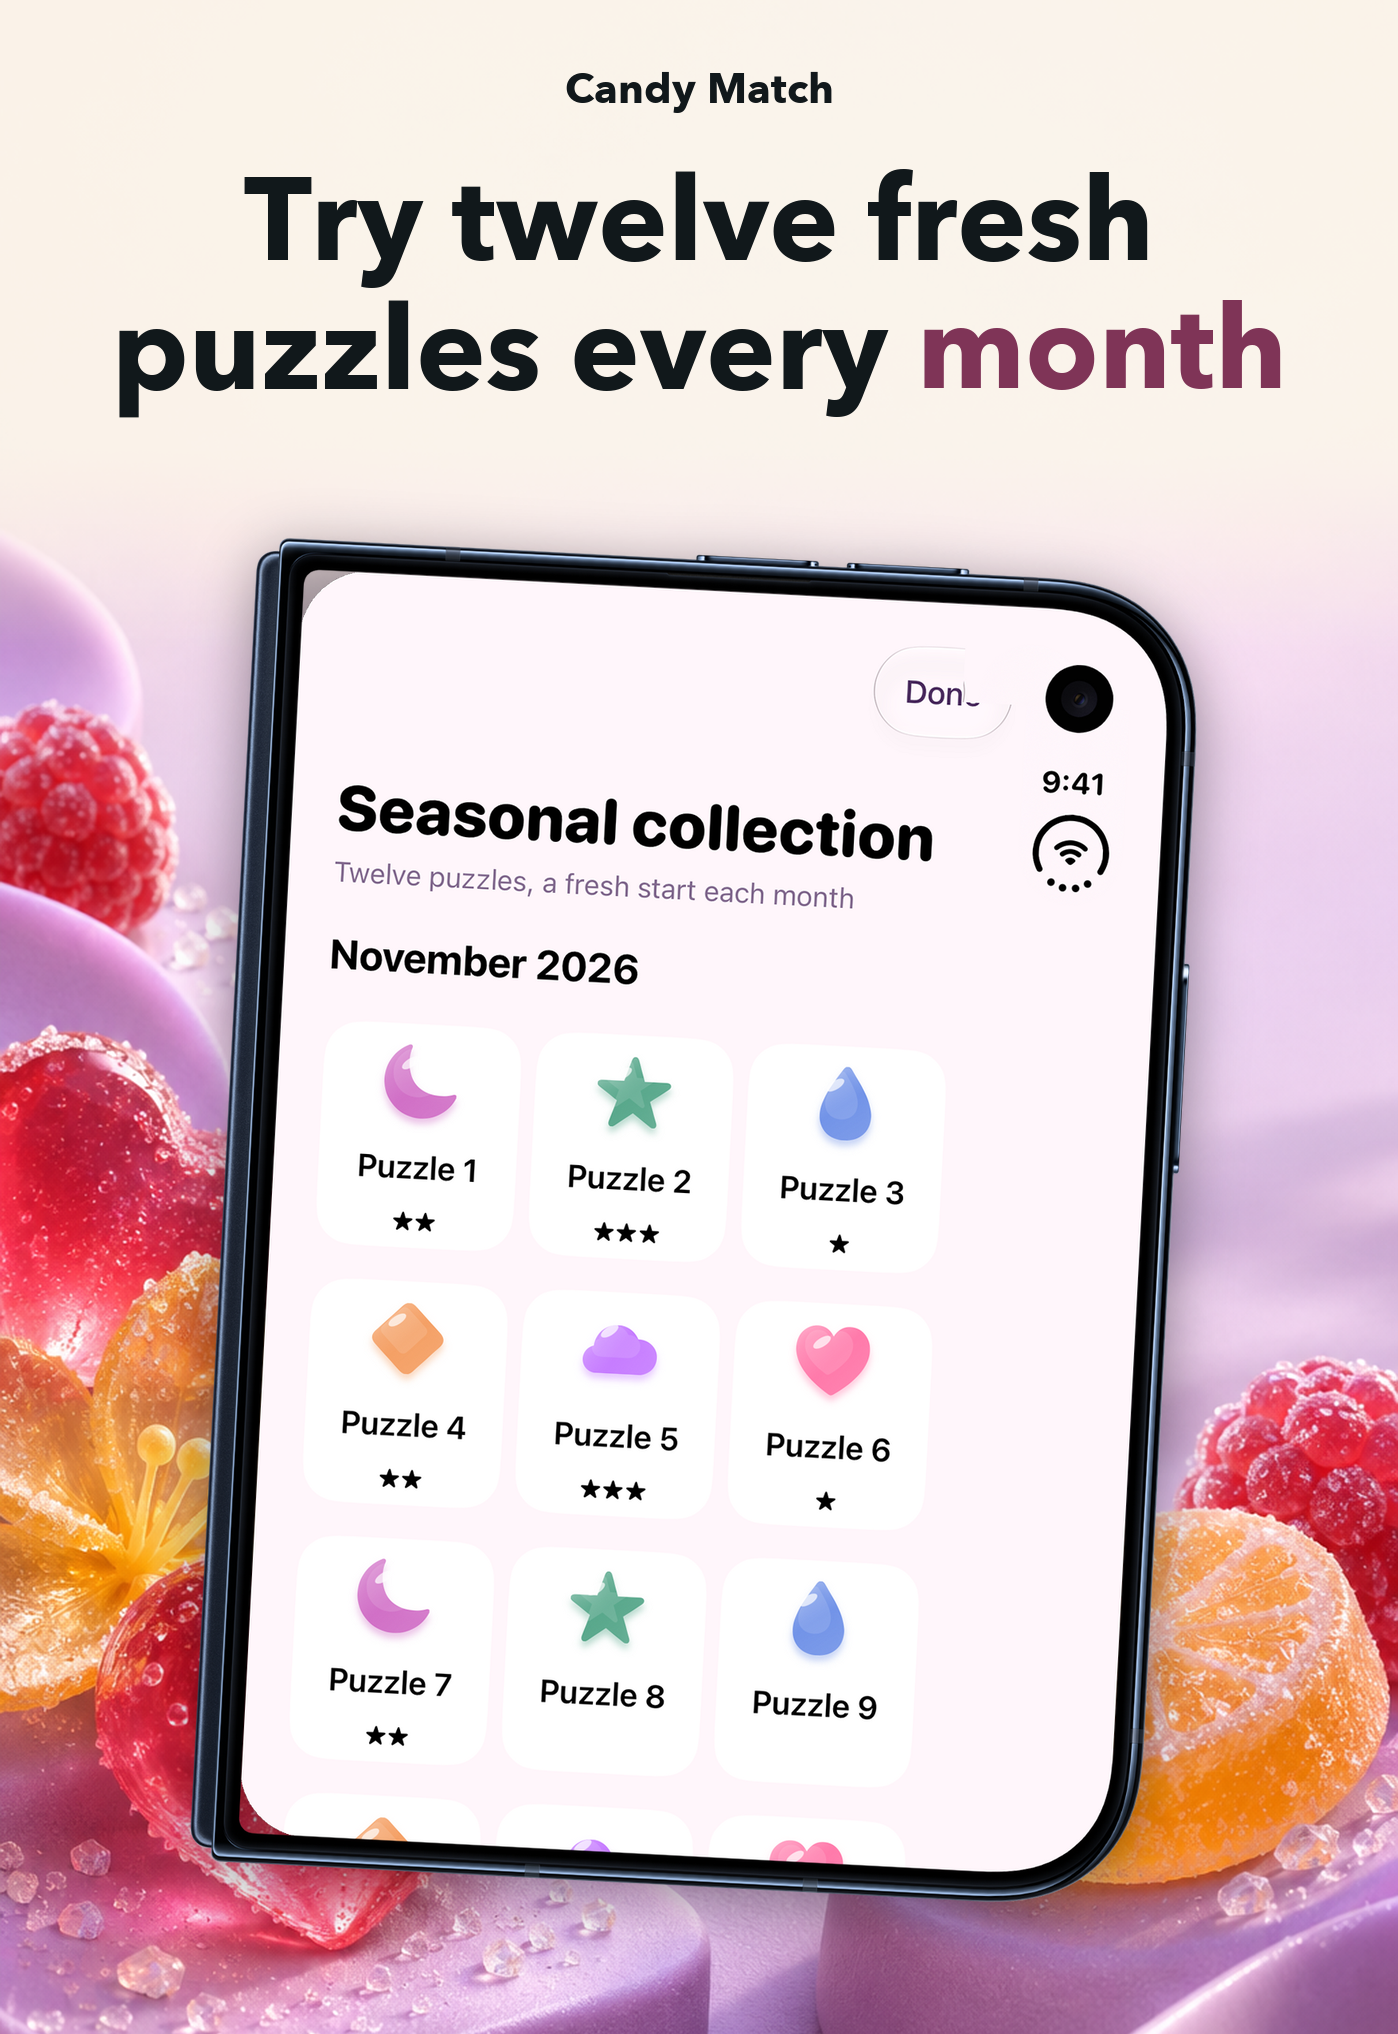 Candy Match
Try twelve fresh
puzzles every month
9:41
Seasonal collection
Twelve puzzles, a fresh start each month
November 2026
Puzzle 1
Puzzle 2
Puzzle 3
Puzzle 4
Puzzle 5
Puzzle 6
Puzzle 7
Puzzle 8
Puzzle 9